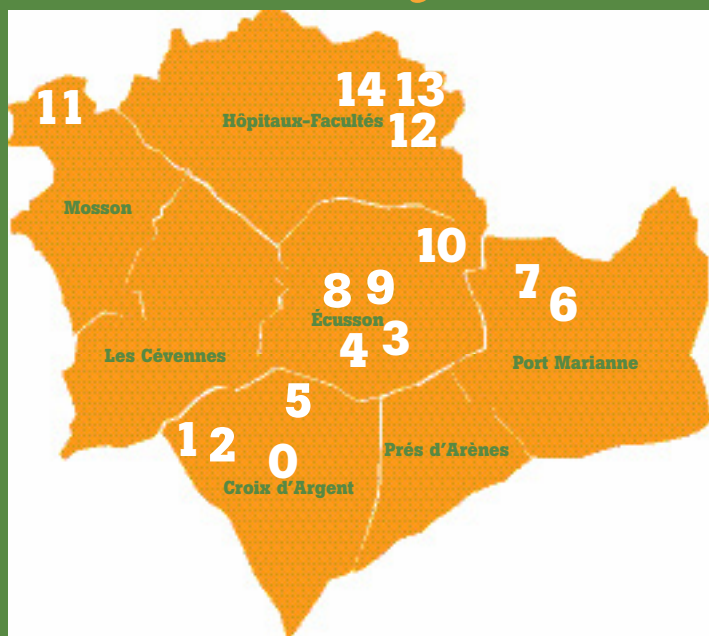 14 13
11
Hôpitaux-Facultés
12
Mosson
10
7
8 9
6
Écusson
3
4
Les Cévennes
Port Marianne
5
1 2
Prés d’Arènes
0
Croix d’Argent